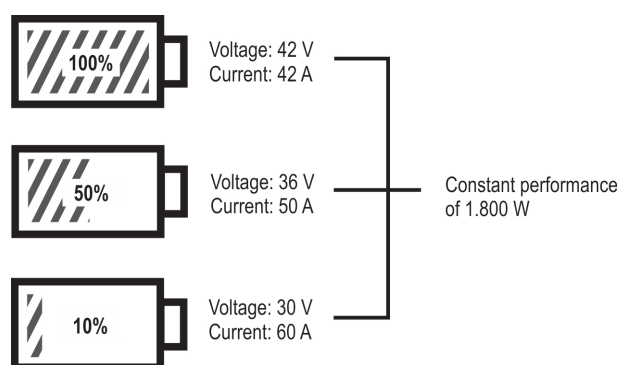 100%
Voltage: 42 V
Current: 42 A
50%
Voltage: 36 V
Current: 50 A
Constant performance
of 1.800 W
10%
Voltage: 30 V
Current: 60 A